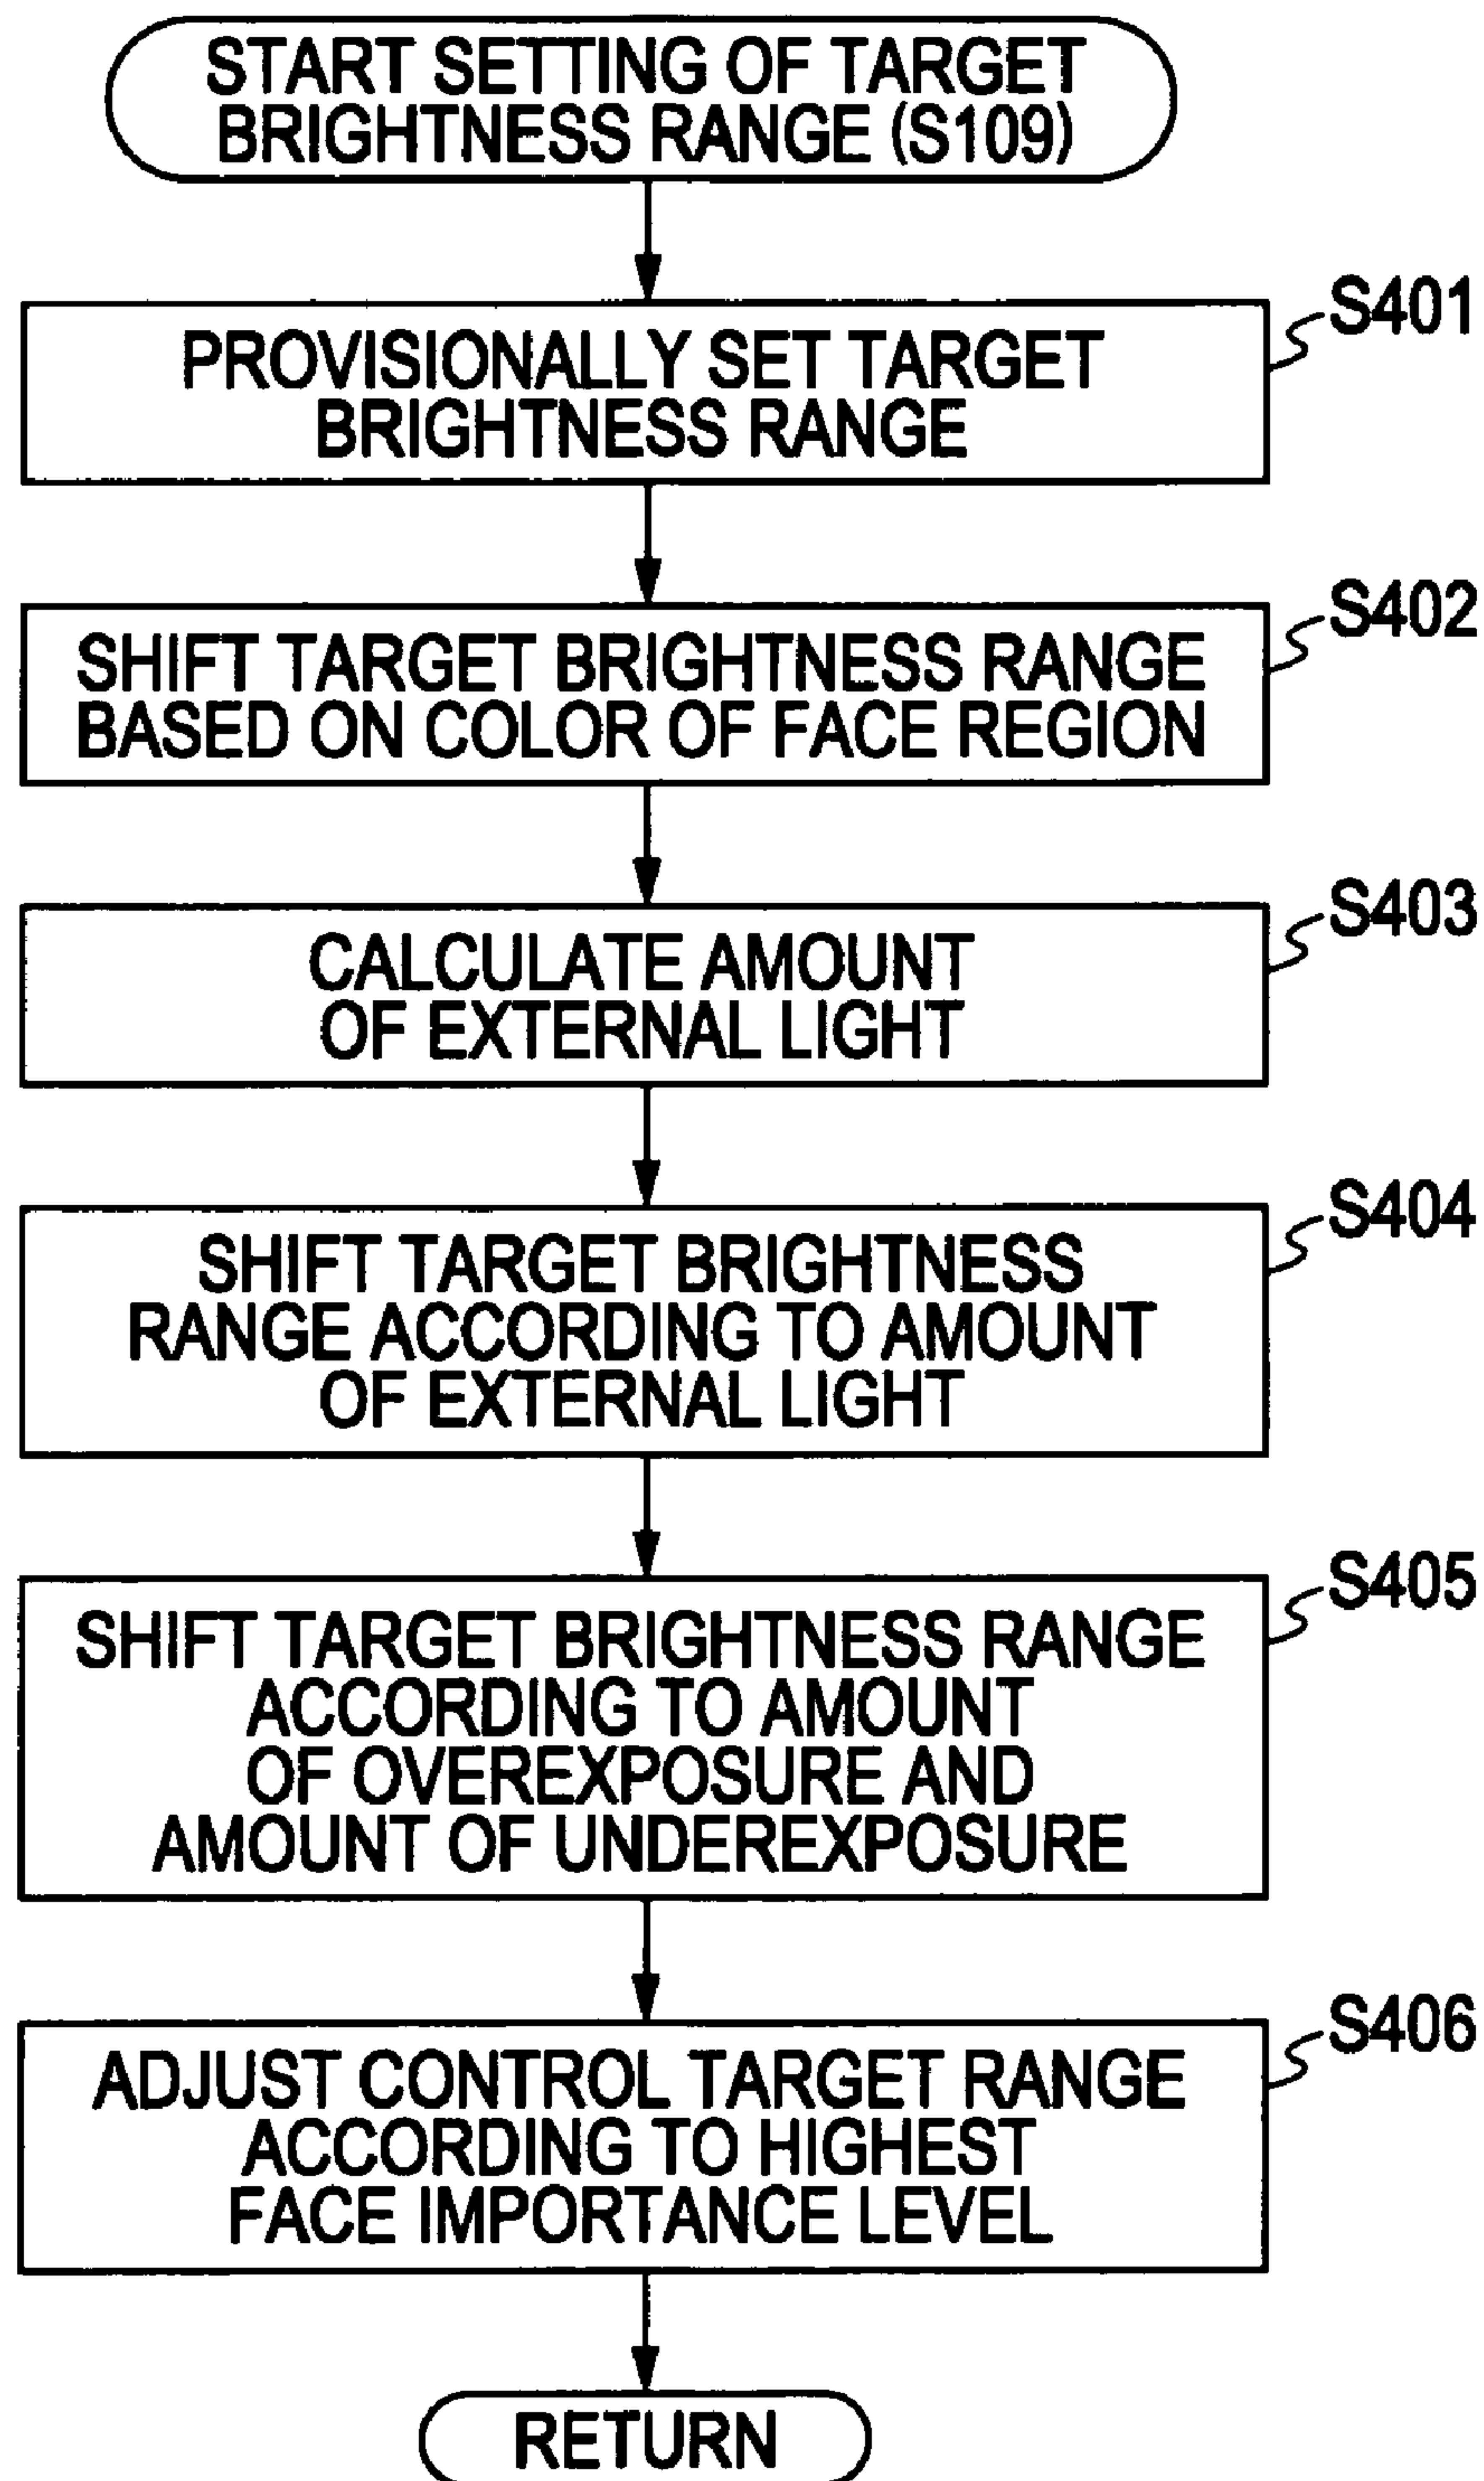 START SETTING OF TARGET
BRIGHTNESS RANGE (S109)
S401
PROVISIONALLY SET TARGET
BRIGHTNESS RANGE
S402
SHIFT TARGET BRIGHTNESS RANGE
BASED ON COLOR OF FACE REGION
S403
CALCULATE AMOUNT
OF EXTERNAL LIGHT
S404
SHIFT TARGET BRIGHTNESS
RANGE ACCORDING TO AMOUNT
OF EXTERNAL LIGHT
S405
SHIFT TARGET BRIGHTNESS RANGE
ACCORDING TO AMOUNT
OF OVEREXPOSURE AND
AMOUNT OF UNDEREXPOSURE
S406
ADJUST CONTROL TARGET RANGE
ACCORDING TO HIGHEST
FACE IMPORTANCE LEVEL
RETURN